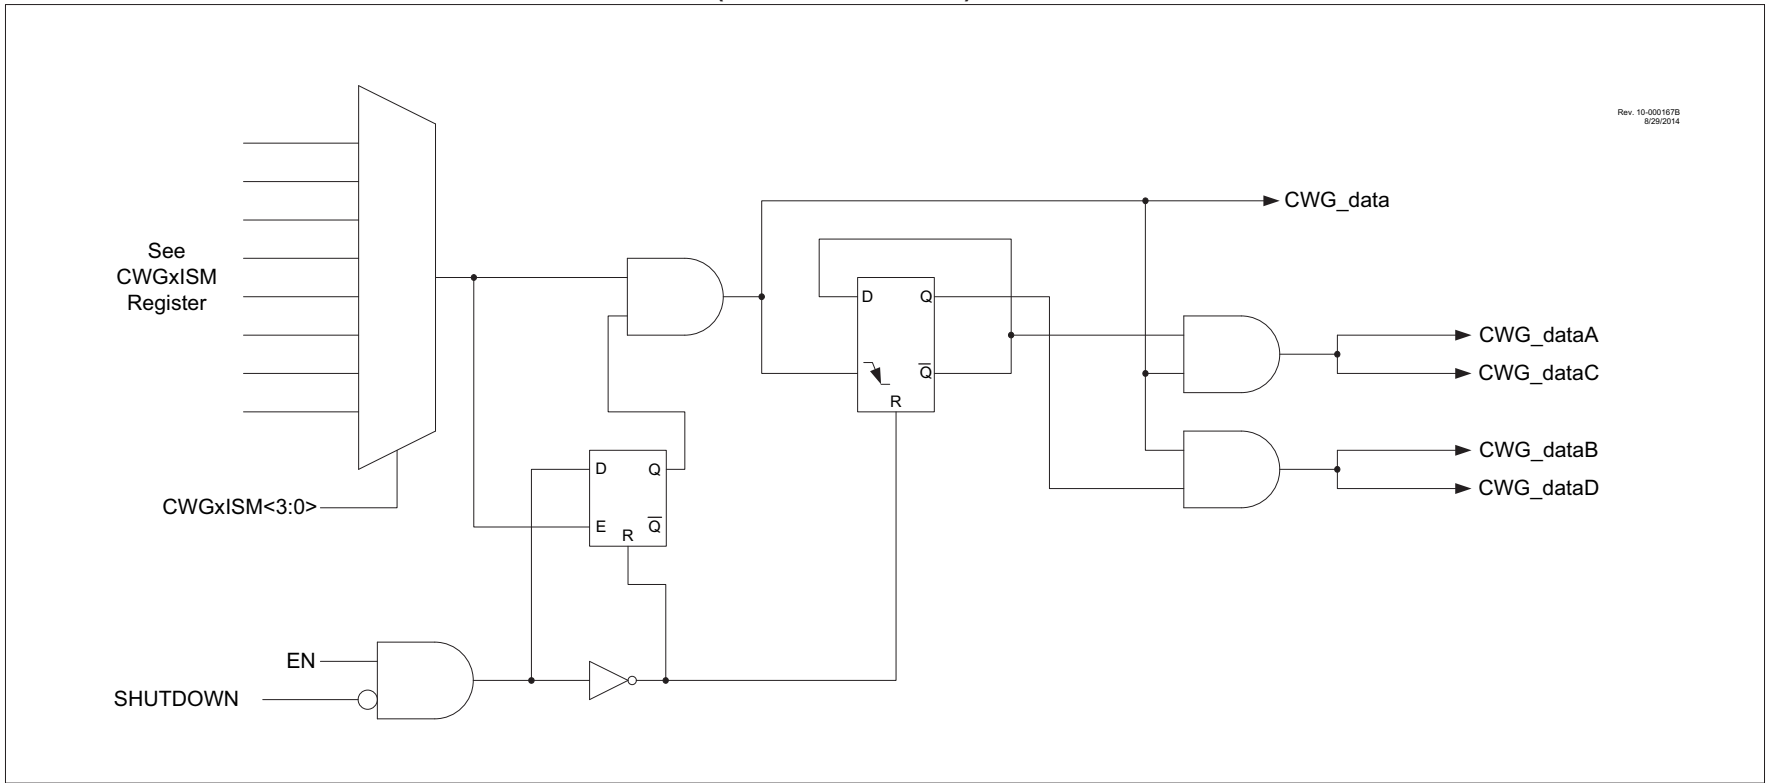 Rev. 10-000167B
8/29/2014
CWG_data
See
CWGxISM
Register
D
Q
Q
R
CWG_dataA
CWG_dataC
CWG_dataB
CWG_dataD
D
Q
E
R
Q
CWGxISM<3:0>
EN
SHUTDOWN